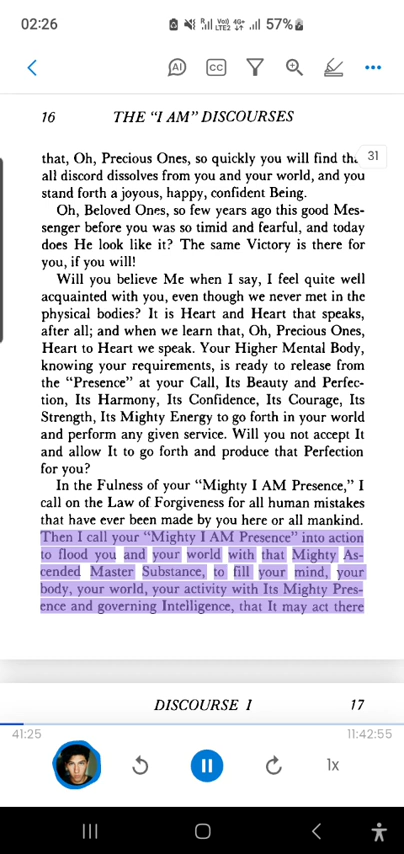 02:26
57%
AI
CC
16 THE “I AM” DISCOURSES
31
that, Oh, Precious Ones, so quickly you will find
all discord dissolves from you and your world, and you
stand forth a joyous, happy, confident Being.
Oh, Beloved Ones, so few years ago this good Mes-
senger before you was so timid and fearful, and today
does He look like it? The same Victory is there for
you, if you will!
Will you believe Me when I say, I feel quite well
acquainted with you, even though we never met in the
physical bodies? It is Heart and Heart that speaks,
after all; and when we learn that, Oh, Precious Ones,
Heart to Heart we speak. Your Higher Mental Body,
knowing your requirements, is ready to release from
the “Presence” at your Call, Its Beauty and Perfec-
tion, Its Harmony, Its Confidence, Its Courage, Its
Strength, Its Mighty Energy to go forth in your world
and perform any given service. Will you not accept It
and allow It to go forth and produce that Perfection
for you?
In the Fulness of your “Mighty I AM Presence,” I
call on the Law of Forgiveness for all human mistakes
that have ever been made by you here or all mankind.
Then I call your “Mighty I AM Presence” into action
to flood you and your world with that Mighty As-
cended Master Substance, to fill your mind, your
body, your world, your activity with Its Mighty Pres-
ence and governing Intelligence, that It may act there
DISCOURSE I 17
41:25 11:42:55
1x